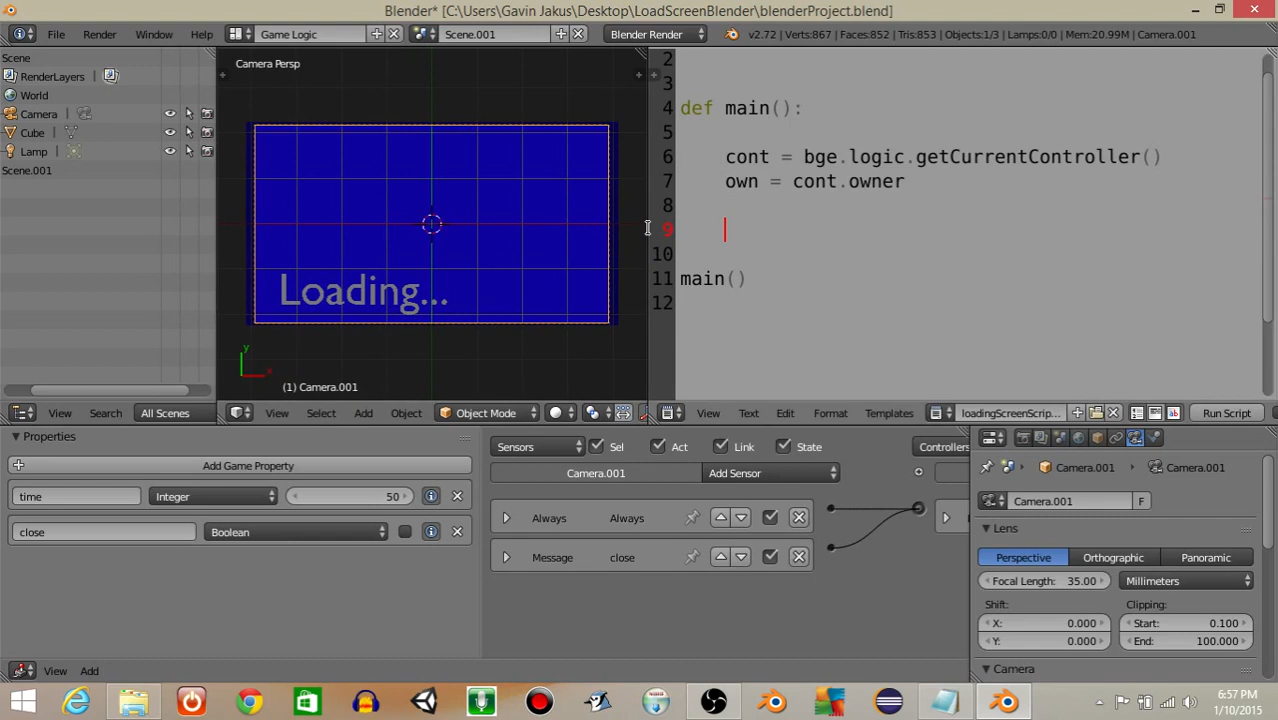 Blender* [C:\Users\Gavin Jakus\Desktop\LoadScreenBlender\blenderProject.blend]
File Render Window Help Game Logic Scene.001 Blender Render v2.72 | Verts:867 | Faces:852 | Tris:853 | Objects:1/3 | Lamps:0/0 | Mem:20.99M | Camera.001
Scene
RenderLayers
World
Camera
Cube
Lamp
Scene.001
View Search All Scenes
Camera Persp
Loading...
y
x
(1) Camera.001
View Select Add Object Object Mode
2
3
4 def main():
5
6 cont = bge.logic.getCurrentController()
7 own = cont.owner
8
9
10
11 main()
12
View Text Edit Format Templates loadingScreenScrip... Run Script
Properties
Add Game Property
time Integer 50
close Boolean
View Add
Sensors Sel Act Link State Controllers
Camera.001 Add Sensor
Always Always
Message close
Camera.001 Camera.001
Camera.001 F
Lens
Perspective Orthographic Panoramic
Focal Length: 35.00 Millimeters
Shift: Clipping:
X: 0.000 Start: 0.100
Y: 0.000 End: 100.000
Camera
6:57 PM
1/10/2015